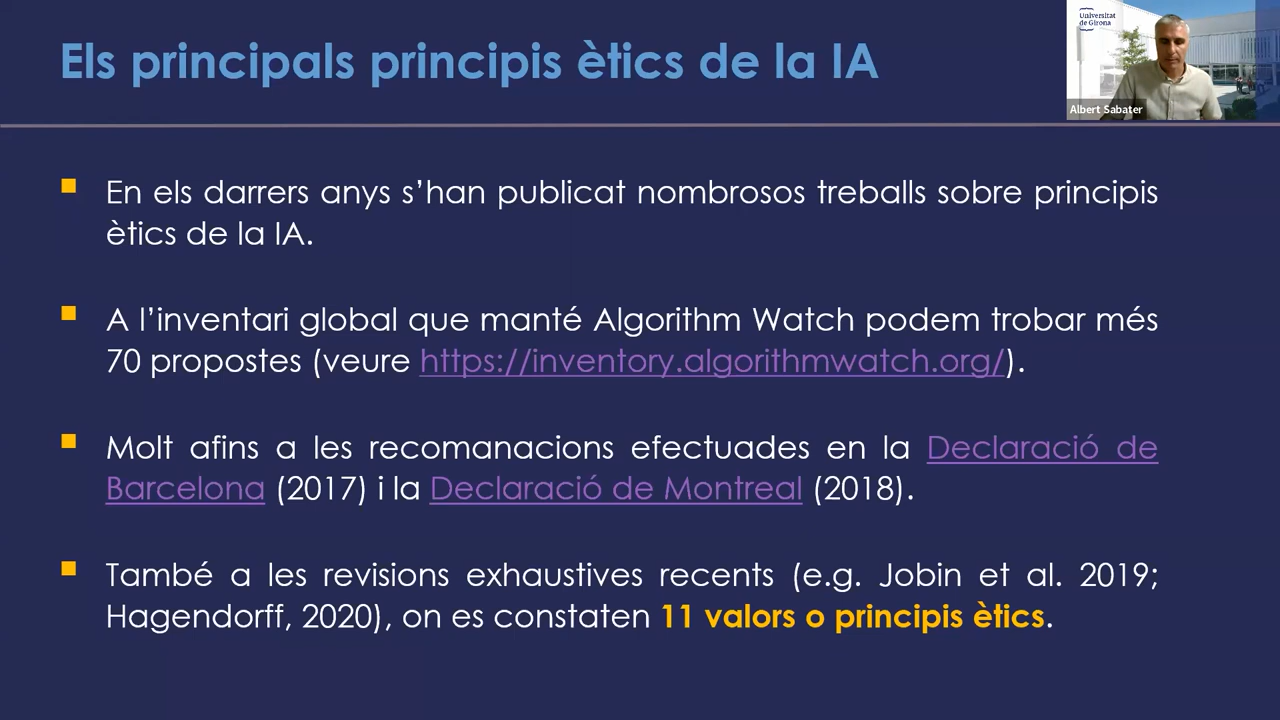 Els principals principis ètics de la IA
Universitat
de Girona
Albert Sabater
En els darrers anys s’han publicat nombrosos treballs sobre principis
ètics de la IA.
A l’inventari global que manté Algorithm Watch podem trobar més
70 propostes (veure https://inventory.algorithmwatch.org/).
Molt afins a les recomanacions efectuades en la Declaració de
Barcelona (2017) i la Declaració de Montreal (2018).
També a les revisions exhaustives recents (e.g. Jobin et al. 2019;
Hagendorff, 2020), on es constaten 11 valors o principis ètics.